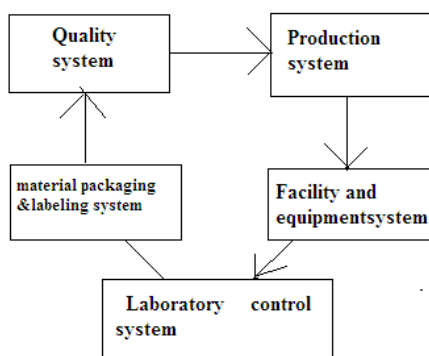 Quality
system
Production
system
material packaging
&labeling system
Facility and
equipmentsystem
Laboratory control
system